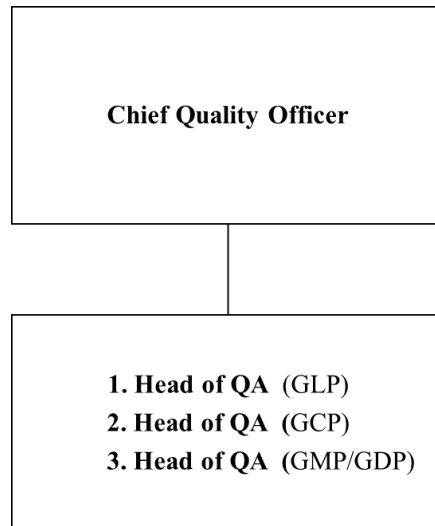 Chief Quality Officer
1. Head of QA (GLP)
2. Head of QA (GCP)
3. Head of QA (GMP/GDP)